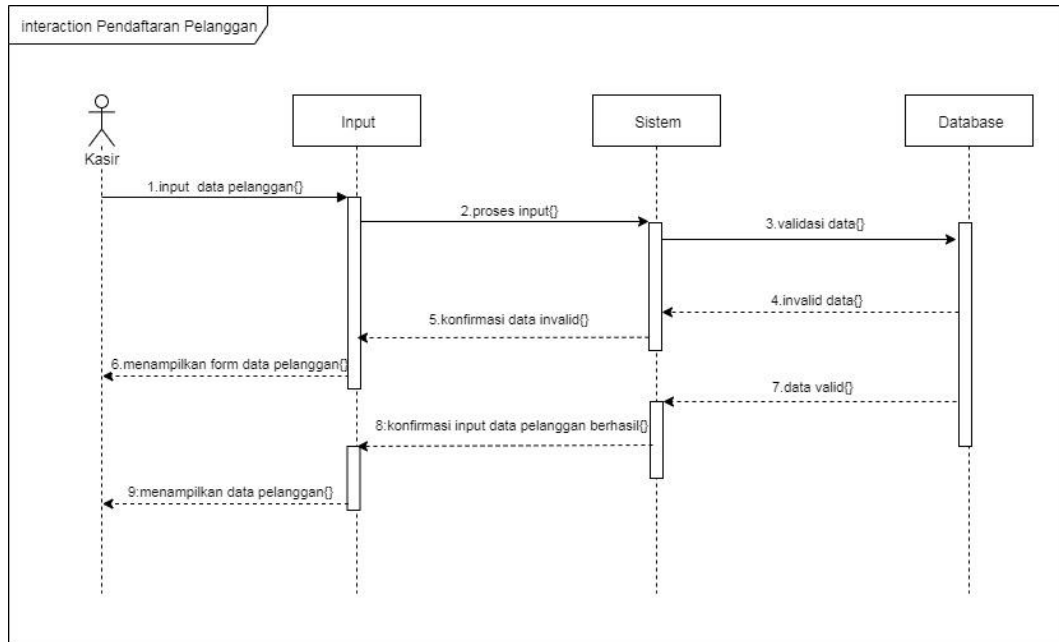 interaction Pendaftaran Pelanggan
Kasir
Input
Sistem
Database
1.input data pelanggan{}
2.proses input{}
3.validasi data{}
4.invalid data{}
5.konfirmasi data invalid{}
6.menampilkan form data pelanggan{}
7.data valid{}
8:konfirmasi input data pelanggan berhasil{}
9:menampilkan data pelanggan{}